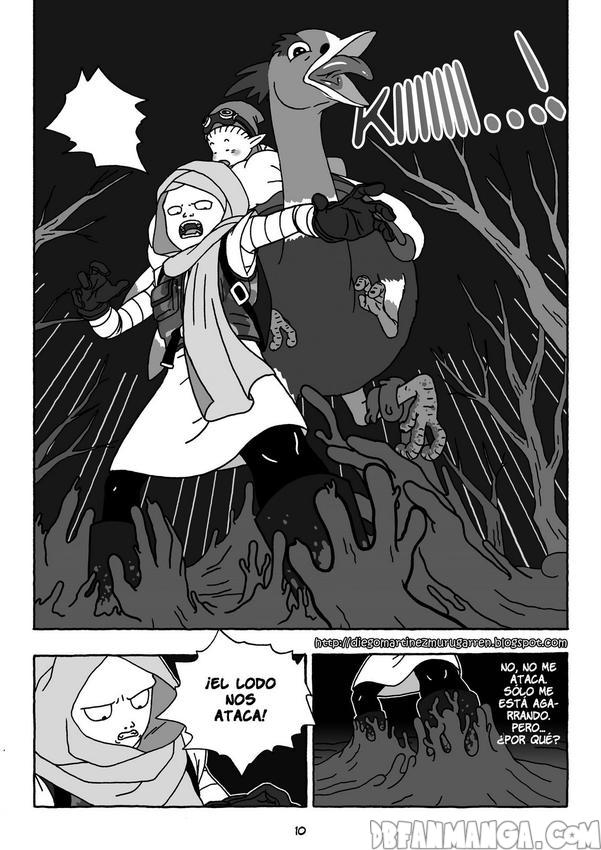 KIIIIIIII...!
http://diegomartinezmurugarren.blogspot.com
¡EL LODO
NOS
ATACA!
NO, NO ME
ATACA.
SÓLO ME
ESTÁ AGA-
RRANDO.
PERO...
¿POR QUÉ?
10
DBFANMANGA.COM